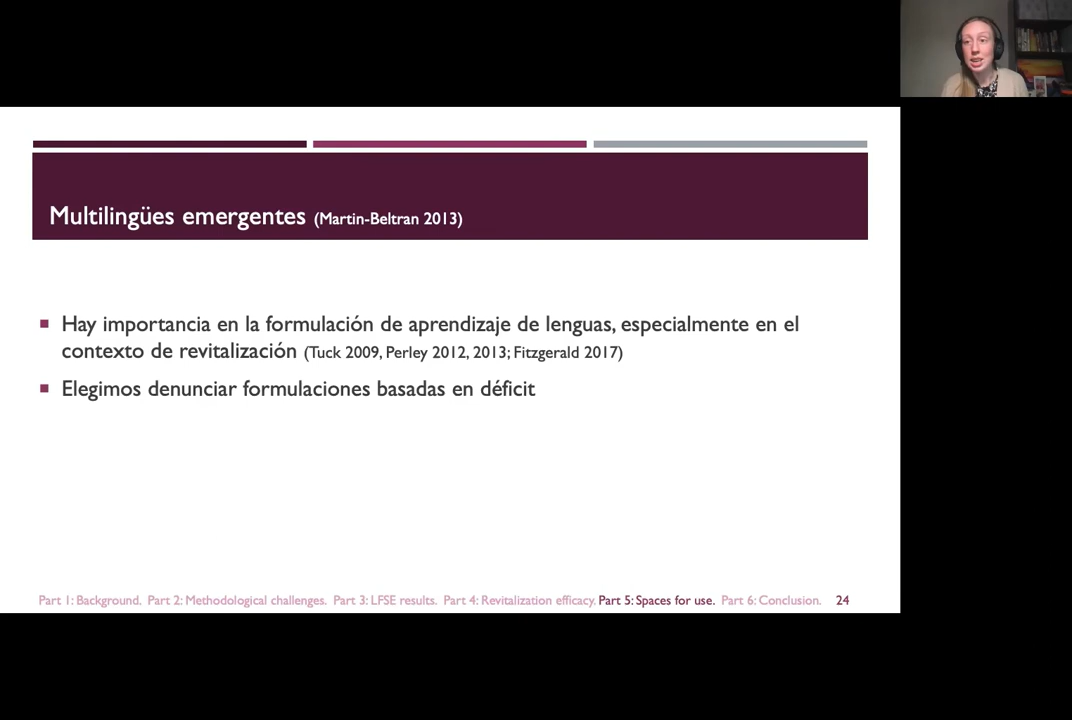 Multilingües emergentes (Martin-Beltran 2013)
Hay importancia en la formulación de aprendizaje de lenguas, especialmente en el
contexto de revitalización (Tuck 2009, Perley 2012, 2013; Fitzgerald 2017)
Elegimos denunciar formulaciones basadas en déficit
Part 1: Background. Part 2: Methodological challenges. Part 3: LFSE results. Part 4: Revitalization efficacy. Part 5: Spaces for use. Part 6: Conclusion. 24